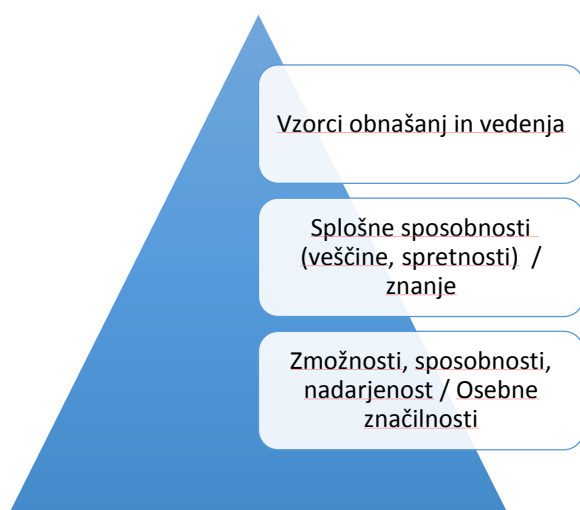 Vzorci obnašanj in vedenja
Splošne sposobnosti
(veščine, spretnosti) /
znanje
Zmožnosti, sposobnosti,
nadarjenost / Osebne
značilnosti